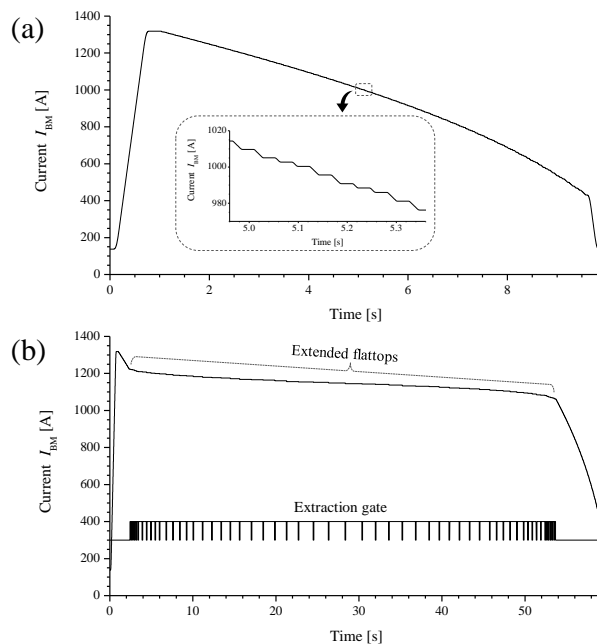 (a)
1400
1200
1000
800
600
400
200
0
Current I_BM [A]
1020
1000
980
Current I_BM [A]
5.0 5.1 5.2 5.3
Time [s]
0 2 4 6 8
Time [s]
(b)
1400
1200
1000
800
600
400
200
0
Current I_BM [A]
Extended flattops
Extraction gate
0 10 20 30 40 50
Time [s]